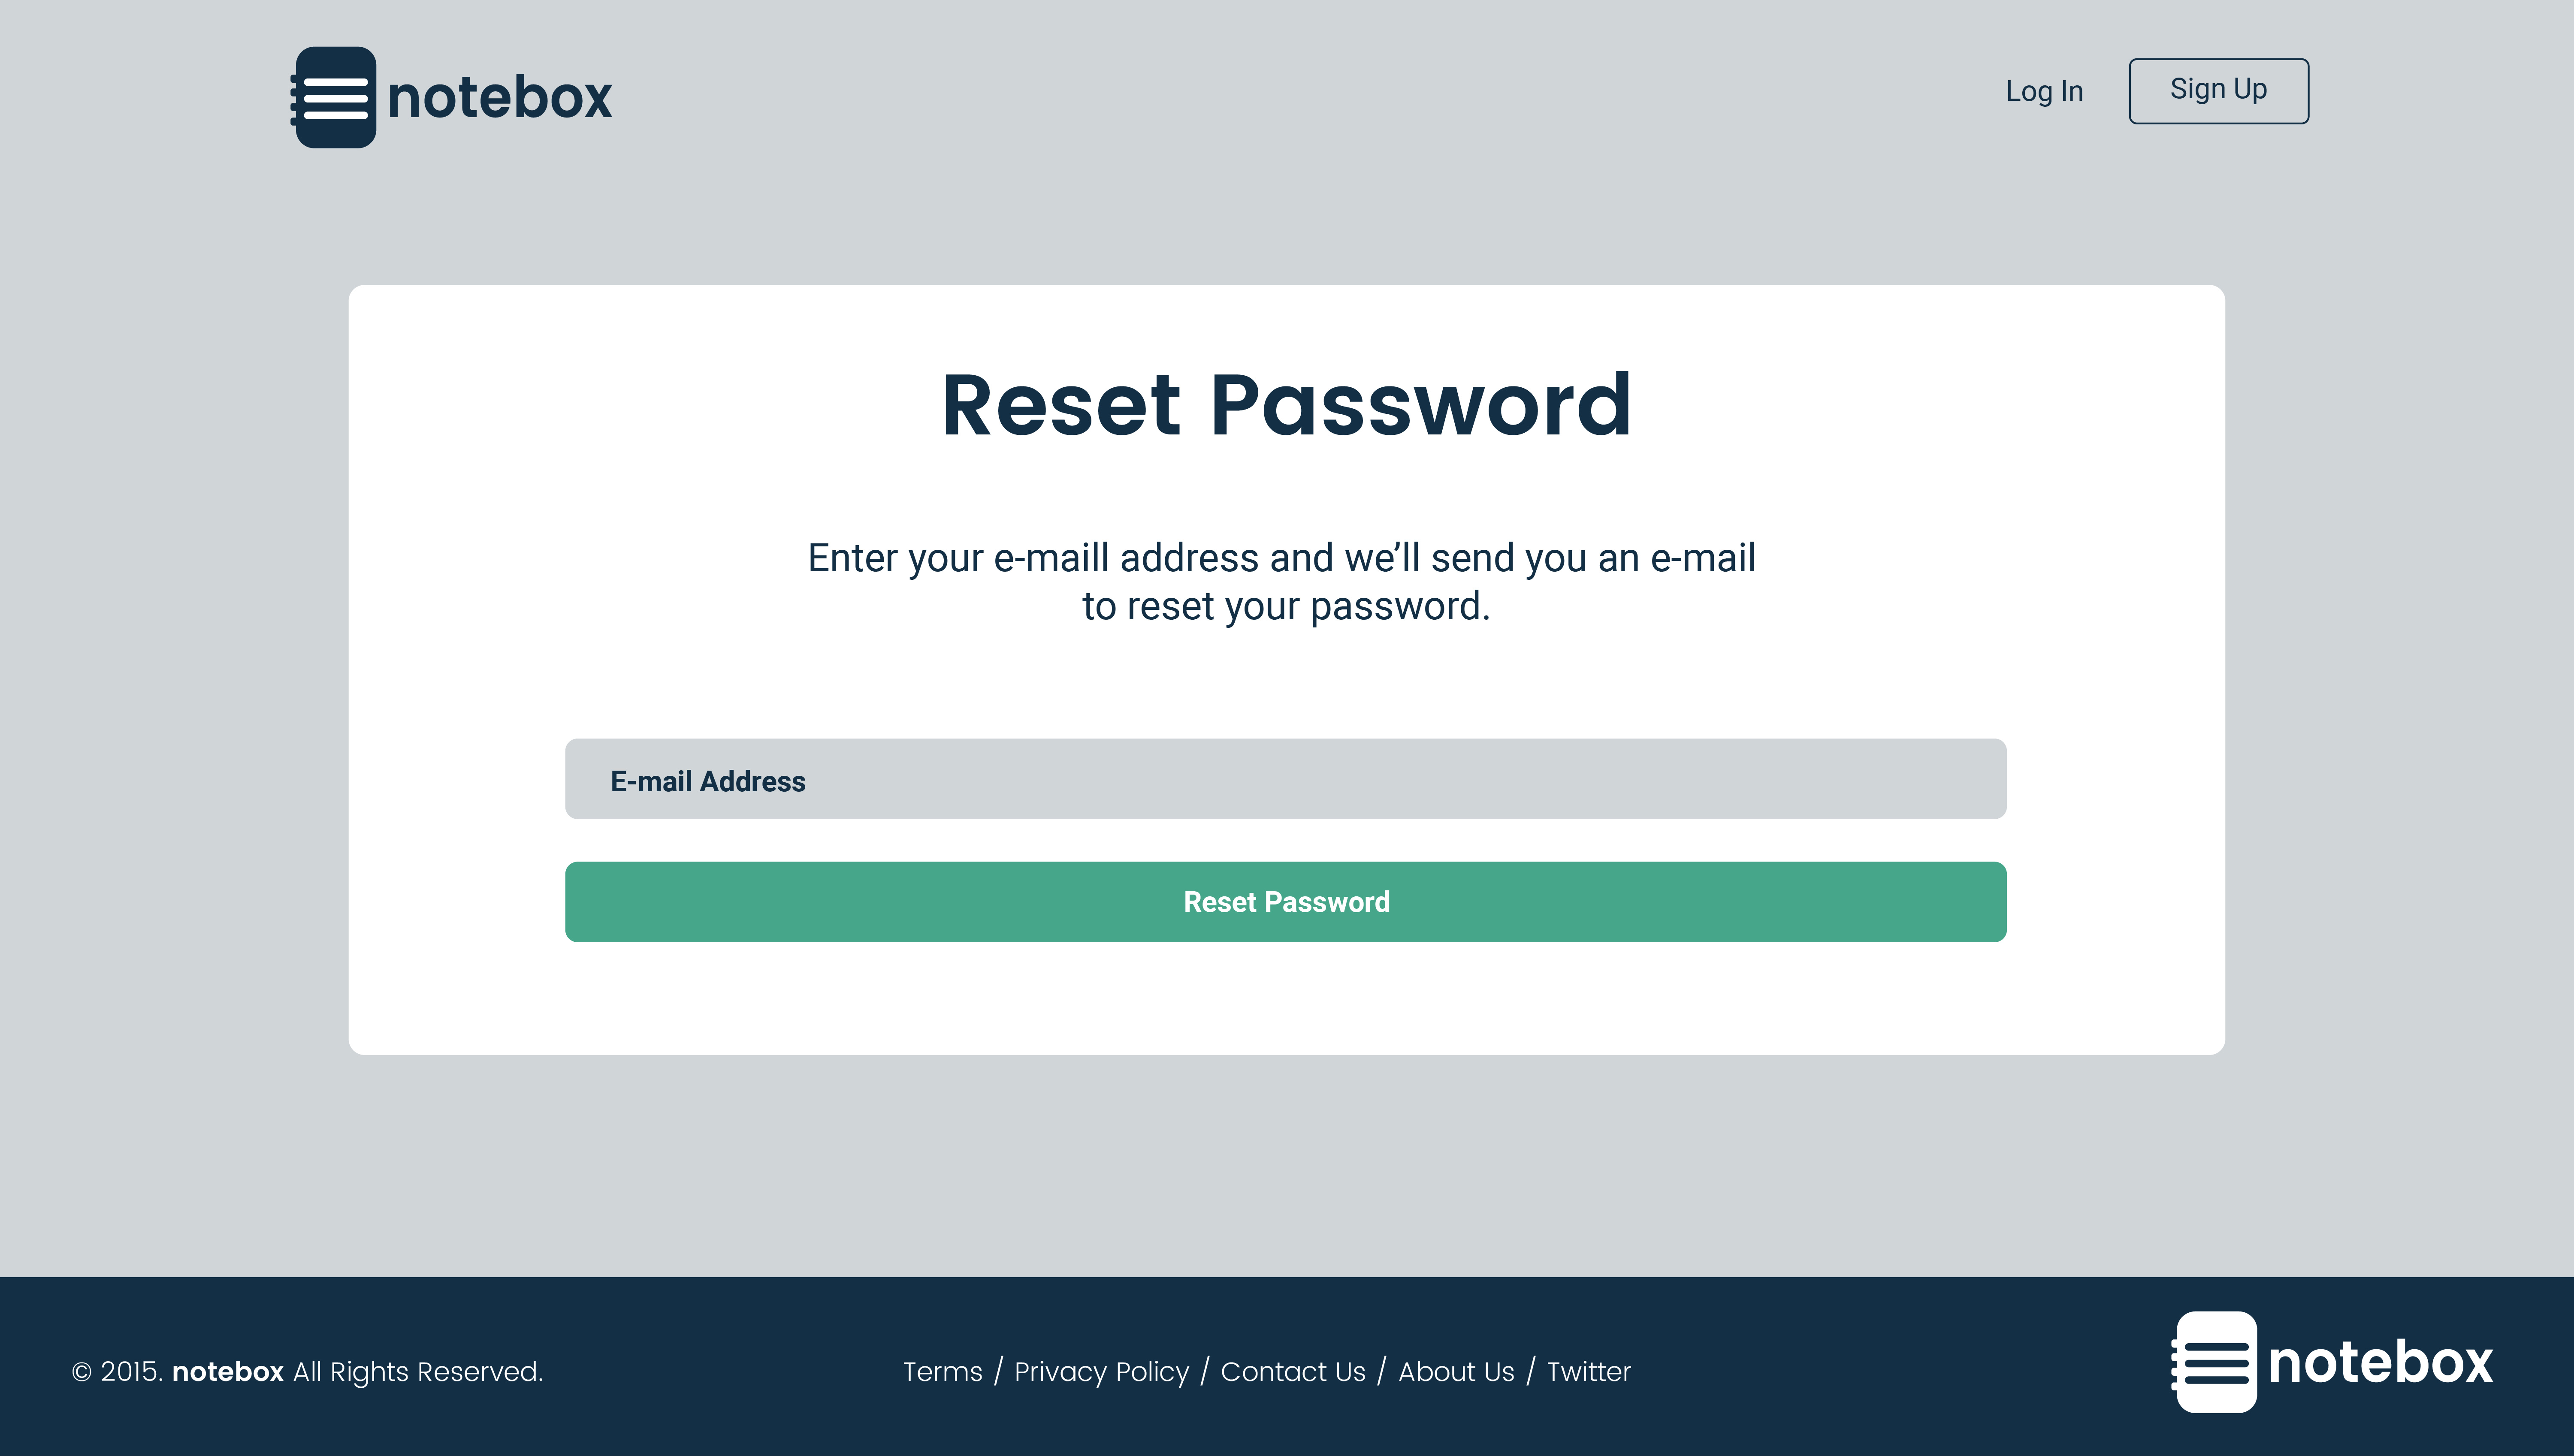 notebox
Log In
Sign Up
Reset Password
Enter your e-maill address and we’ll send you an e-mail
to reset your password.
E-mail Address
Reset Password
© 2015. notebox All Rights Reserved.
Terms / Privacy Policy / Contact Us / About Us / Twitter
notebox